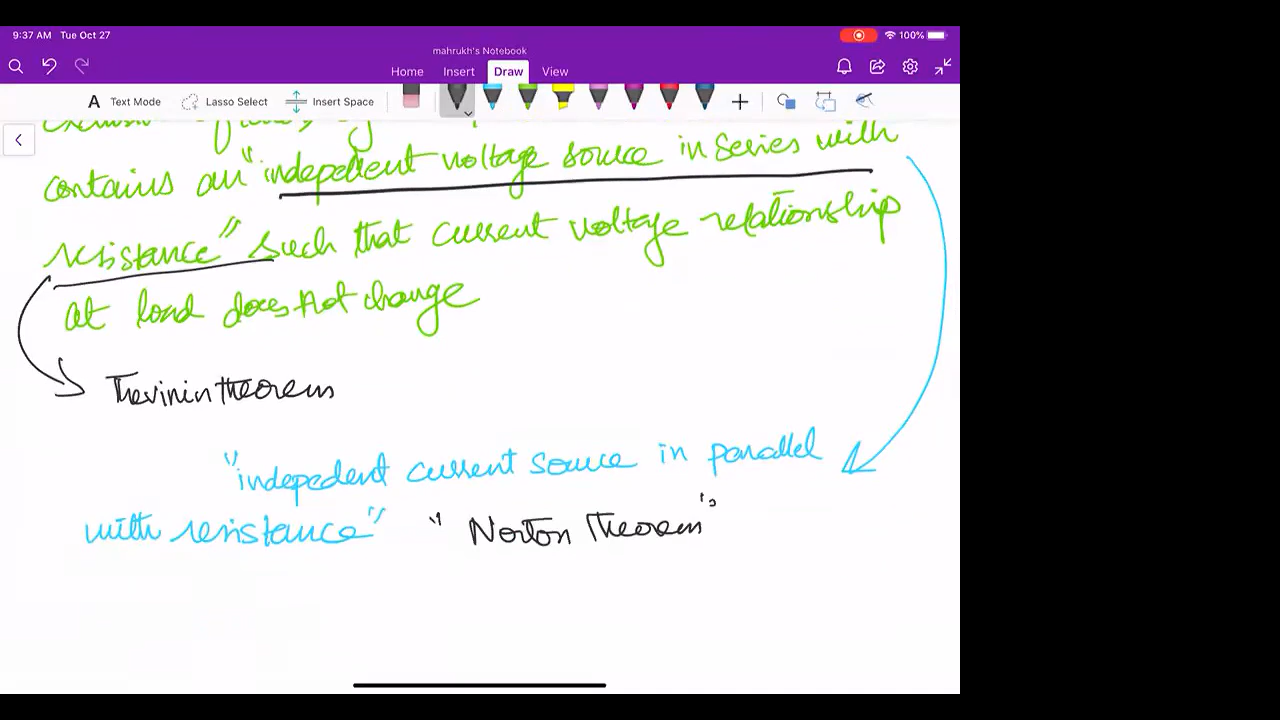 9:37 AM Tue Oct 27
100%
mahrukh's Notebook
Home Insert Draw View
Text Mode Lasso Select Insert Space
contains an "indepedent voltage source in series with
resistance" such that current voltage relationship
at load does not change
Thevinin theorem
"indepedent current source in parallel
with resistance" "Norton Theorem"